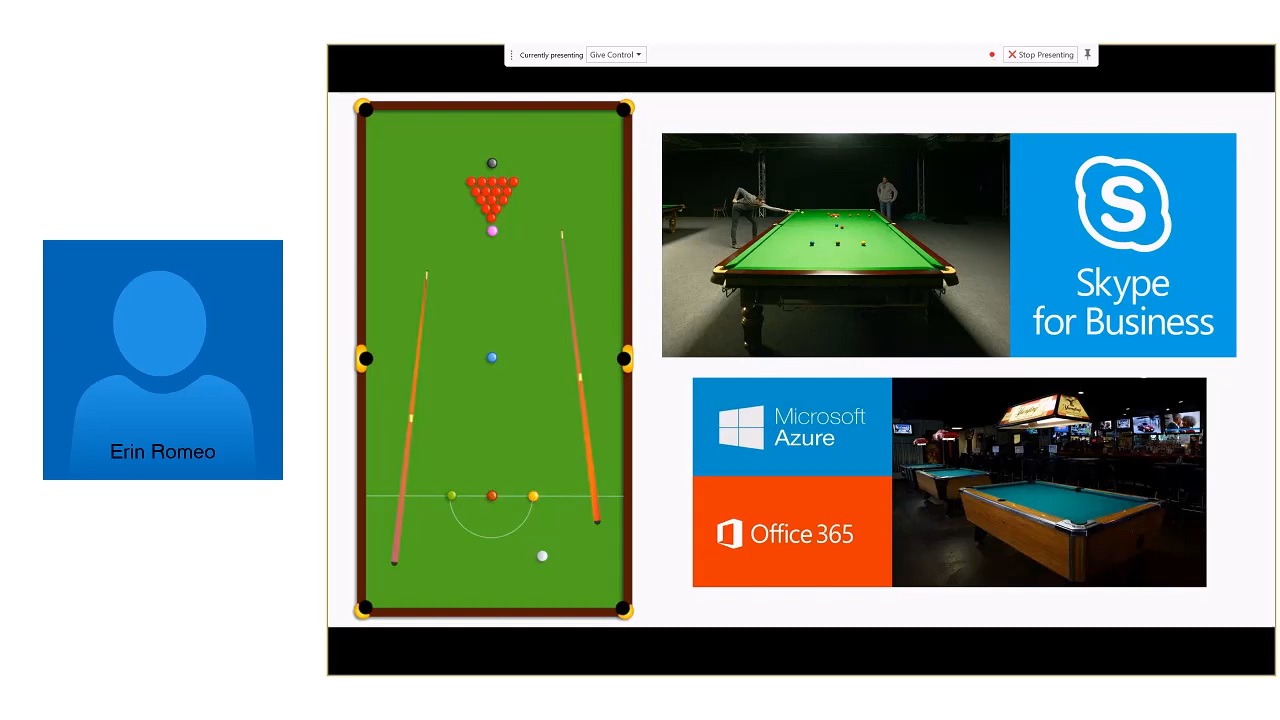 Currently presenting
Give Control
Stop Presenting
Erin Romeo
S
Skype
for Business
Microsoft
Azure
Office 365